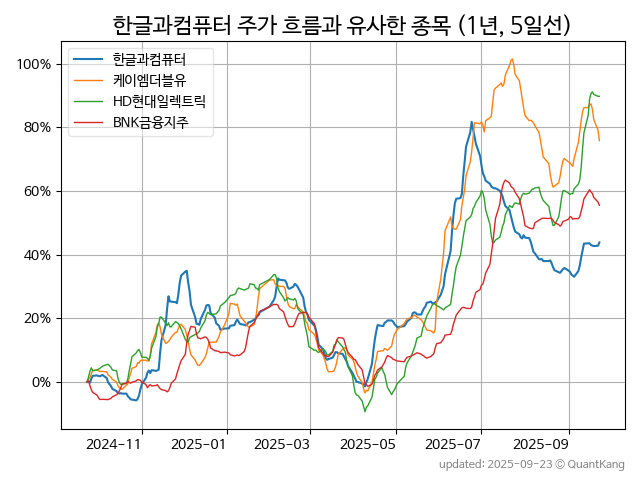 한글과컴퓨터 주가 흐름과 유사한 종목 (1년, 5일선)
한글과컴퓨터
케이엠더블유
HD현대일렉트릭
BNK금융지주
100%
80%
60%
40%
20%
0%
2024-11
2025-01
2025-03
2025-05
2025-07
2025-09
updated: 2025-09-23 © QuantKang